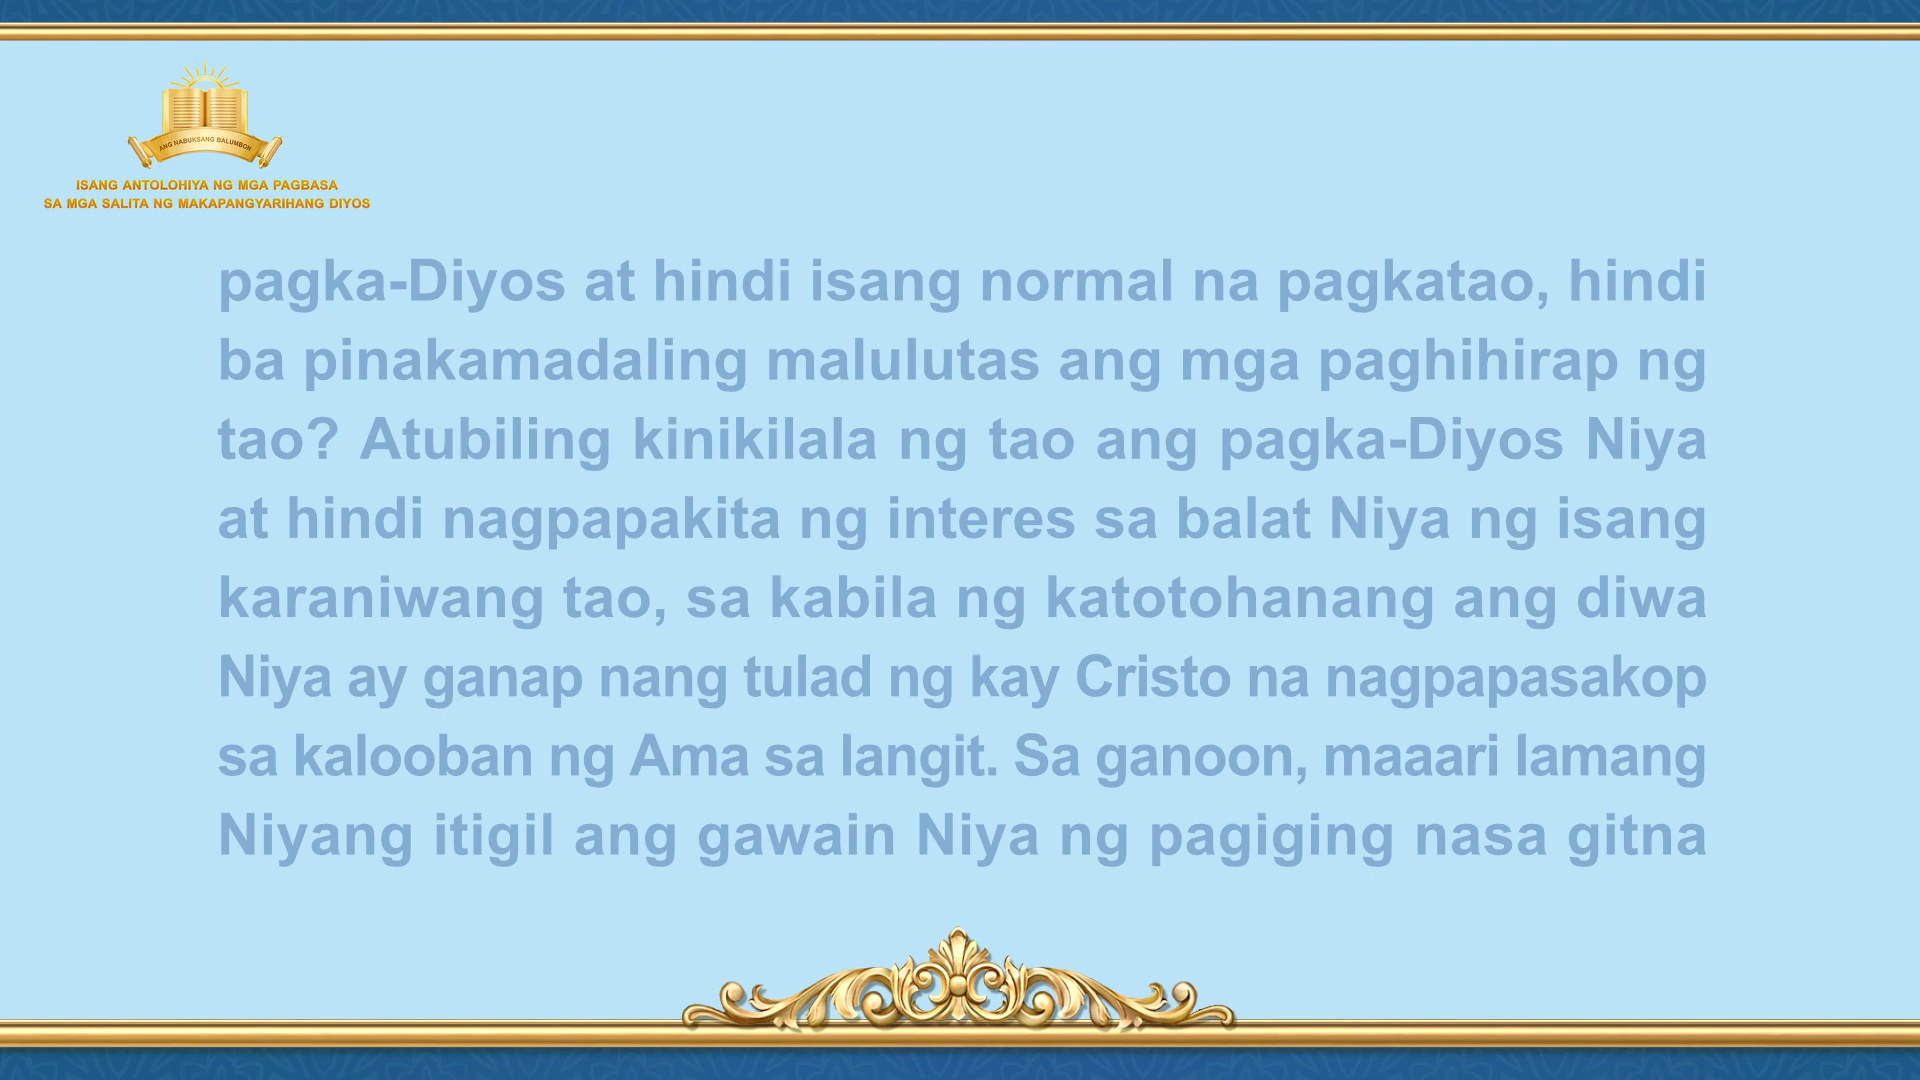 ANG NABUKSANG BALUMBON
ISANG ANTOLOHIYA NG MGA PAGBASA
SA MGA SALITA NG MAKAPANGYARIHANG DIYOS
pagka-Diyos at hindi isang normal na pagkatao, hindi
ba pinakamadaling malulutas ang mga paghihirap ng
tao? Atubiling kinikilala ng tao ang pagka-Diyos Niya
at hindi nagpapakita ng interes sa balat Niya ng isang
karaniwang tao, sa kabila ng katotohanang ang diwa
Niya ay ganap nang tulad ng kay Cristo na nagpapasakop
sa kalooban ng Ama sa langit. Sa ganoon, maaari lamang
Niyang itigil ang gawain Niya ng pagiging nasa gitna